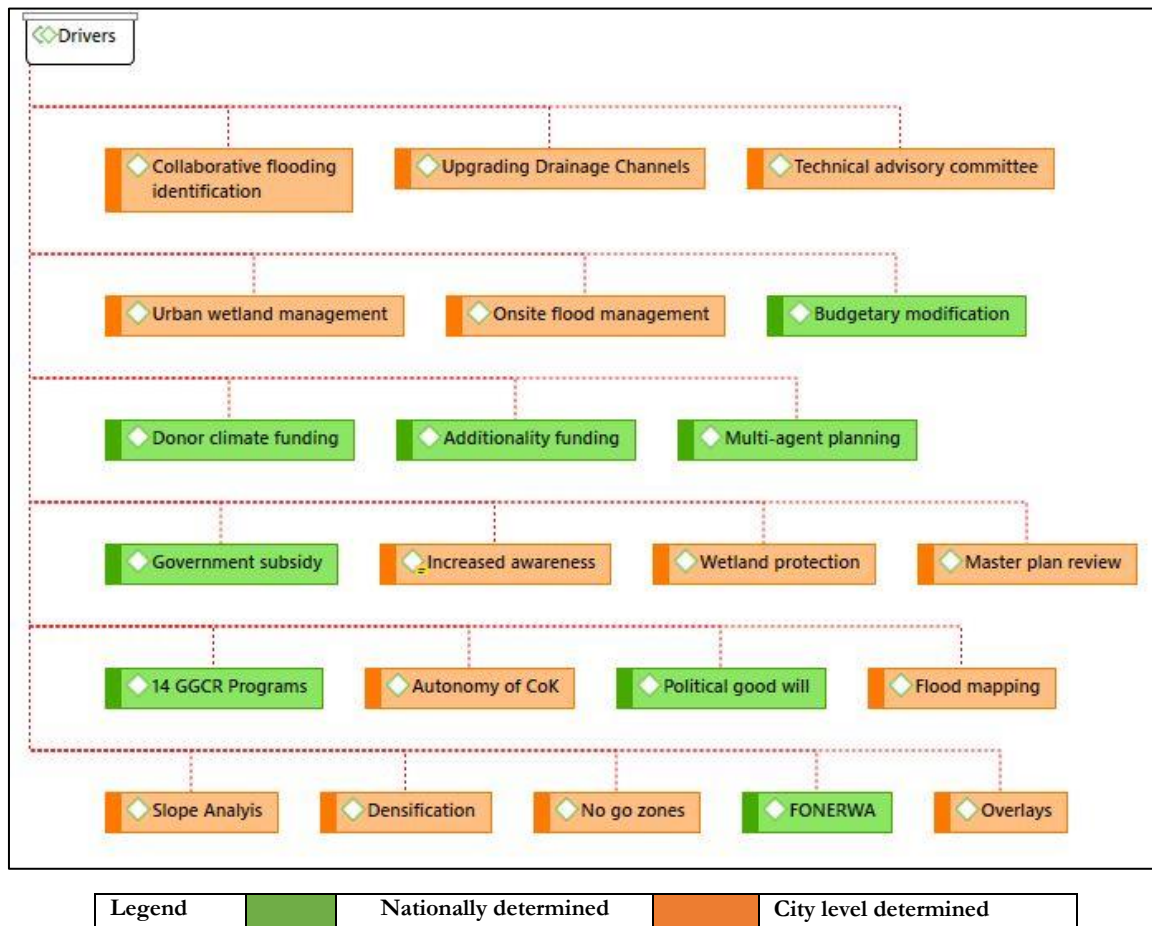 Drivers
Collaborative flooding
identification
Upgrading Drainage Channels
Technical advisory committee
Urban wetland management
Onsite flood management
Budgetary modification
Donor climate funding
Additionality funding
Multi-agent planning
Government subsidy
Increased awareness
Wetland protection
Master plan review
14 GGCR Programs
Autonomy of CoK
Political good will
Flood mapping
Slope Analyis
Densification
No go zones
FONERWA
Overlays
Legend
Nationally determined
City level determined